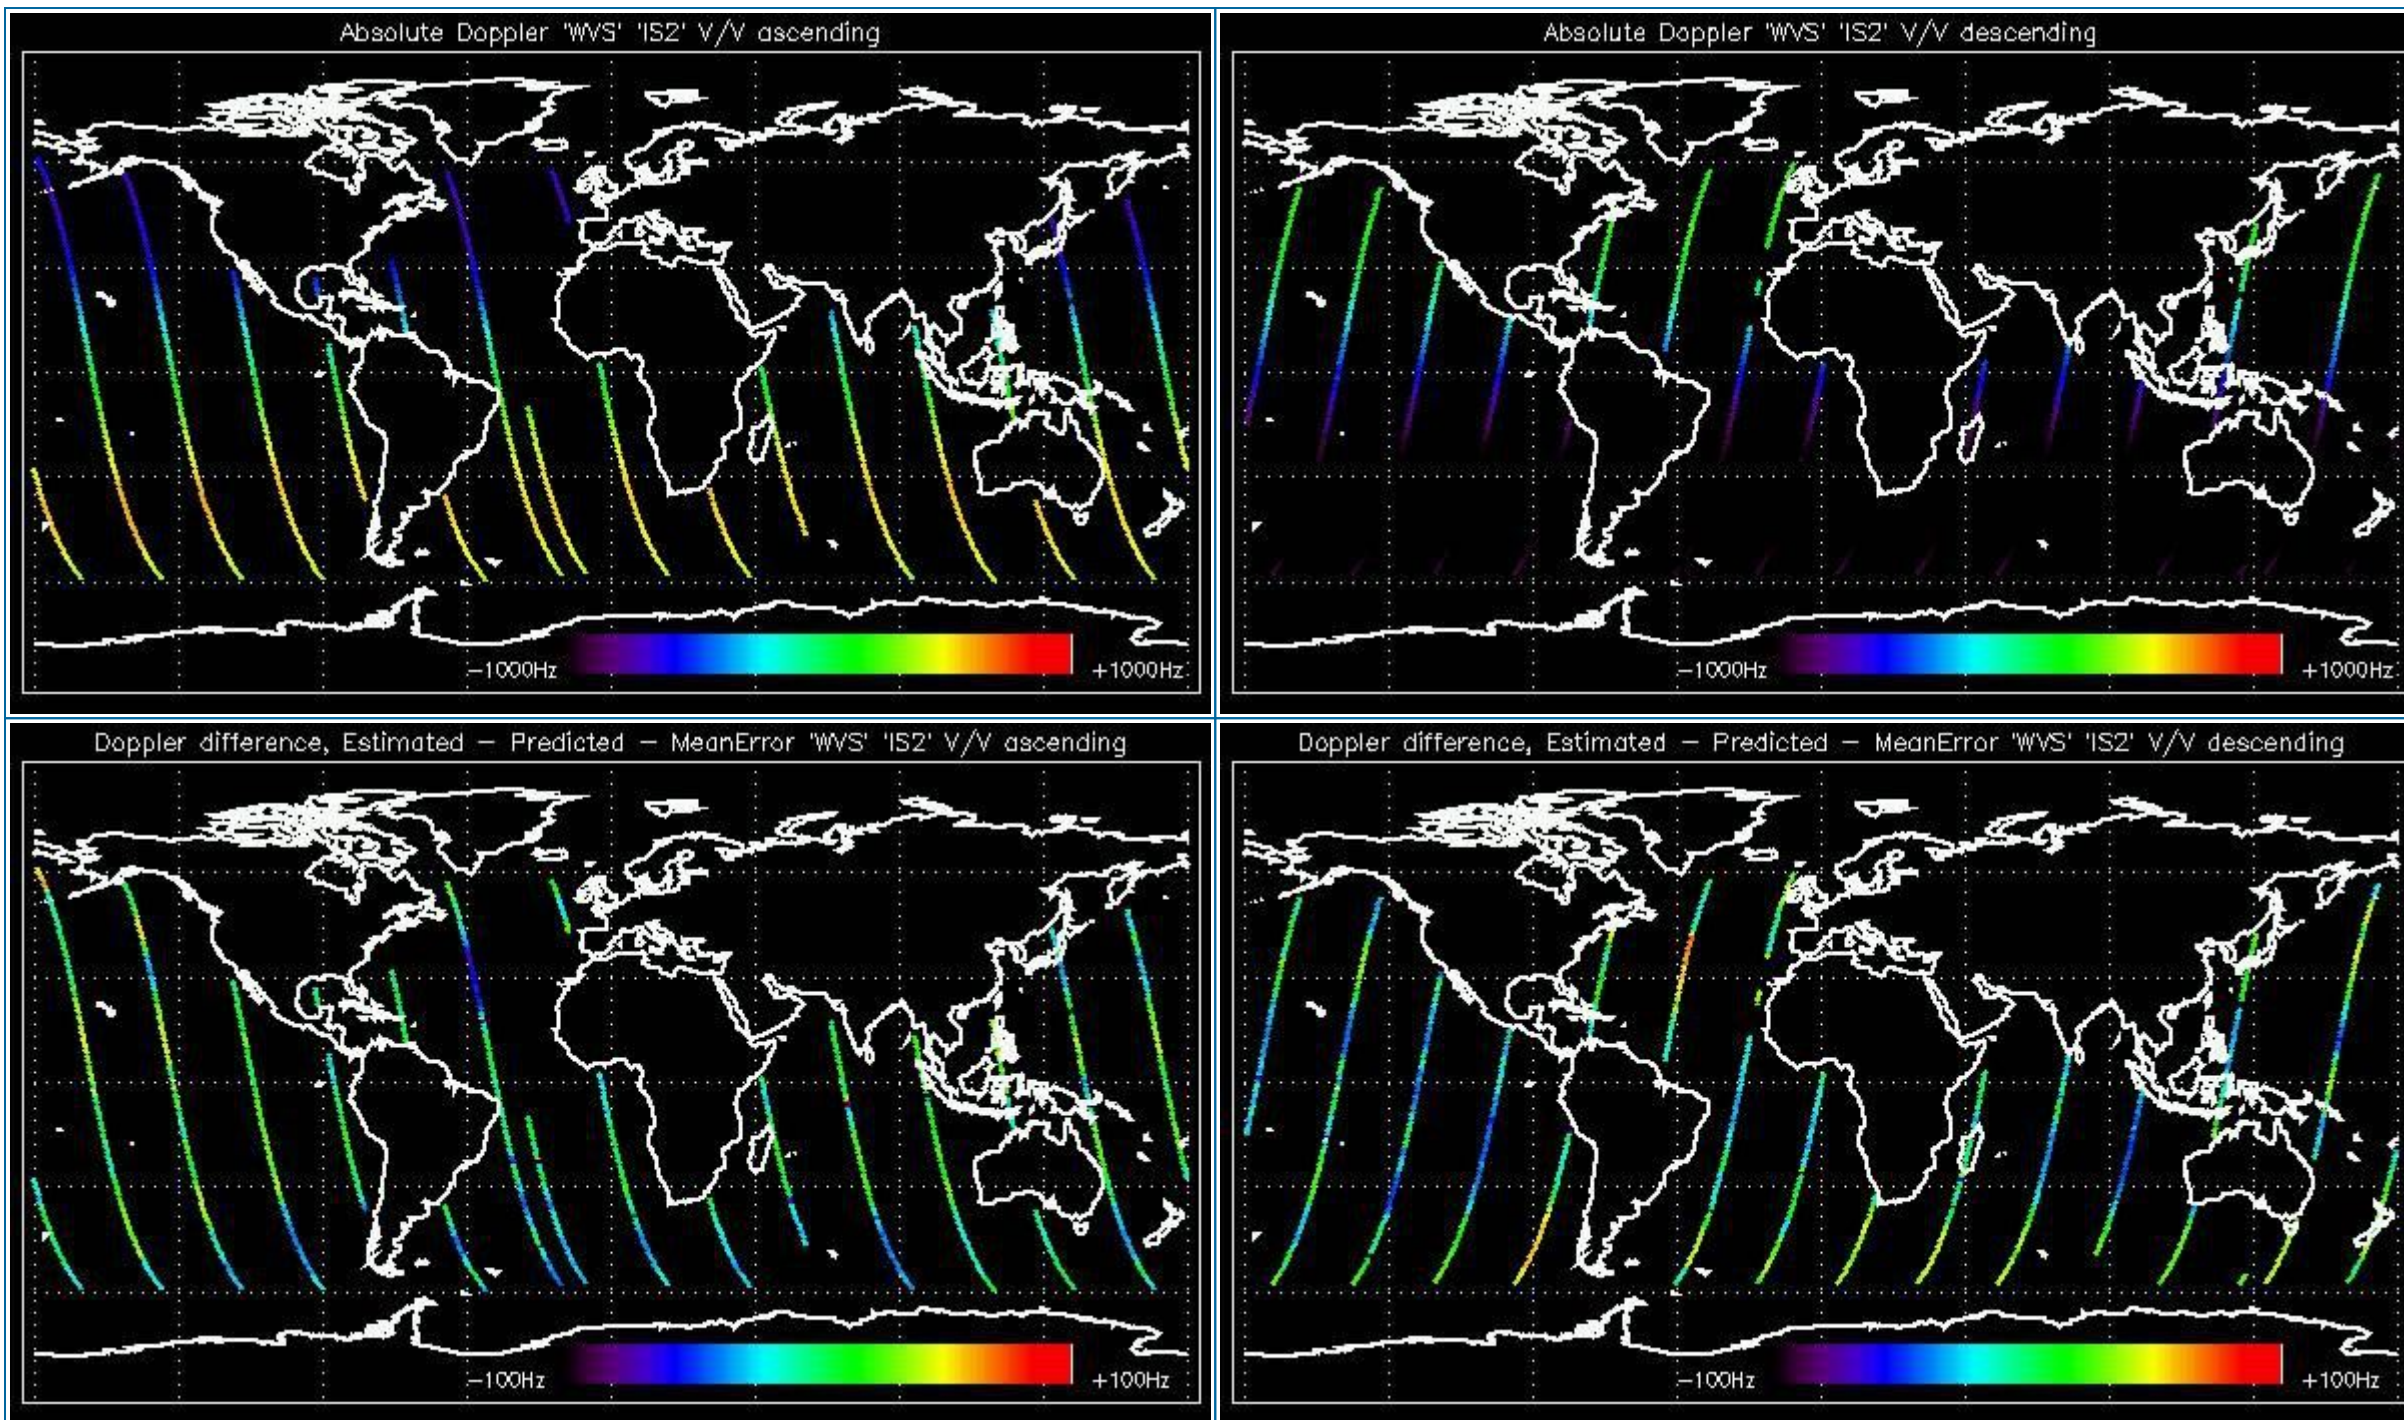 Absolute Doppler 'WVS' 'IS2' V/V ascending
-1000Hz
+1000Hz
Absolute Doppler 'WVS' 'IS2' V/V descending
-1000Hz
+1000Hz
Doppler difference, Estimated - Predicted - MeanError 'WVS' 'IS2' V/V ascending
-100Hz
+100Hz
Doppler difference, Estimated - Predicted - MeanError 'WVS' 'IS2' V/V descending
-100Hz
+100Hz